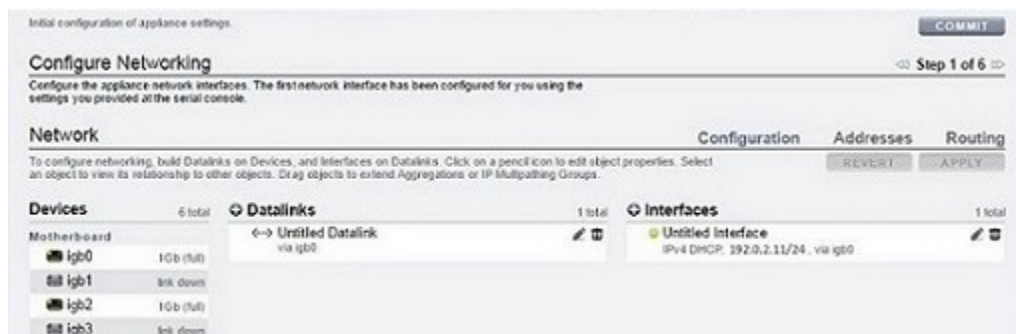 Initial configuration of appliance settings.
COMMIT
Configure Networking
Step 1 of 6
Configure the appliance network interfaces. The first network interface has been configured for you using the
settings you provided at the serial console.
Network
Configuration Addresses Routing
To configure networking, build Datalinks on Devices, and Interfaces on Datalinks. Click on a pencil icon to edit object properties. Select
an object to view its relationship to other objects. Drag objects to extend Aggregations or IP Multipathing Groups.
REVERT APPLY
Devices 6 total
Motherboard
igb0 1Gb (full)
igb1 link down
igb2 1Gb (full)
igb3 link down
Datalinks 1 total
Untitled Datalink
via igb0
Interfaces 1 total
Untitled Interface
IPv4 DHCP, 192.0.2.11/24, via igb0